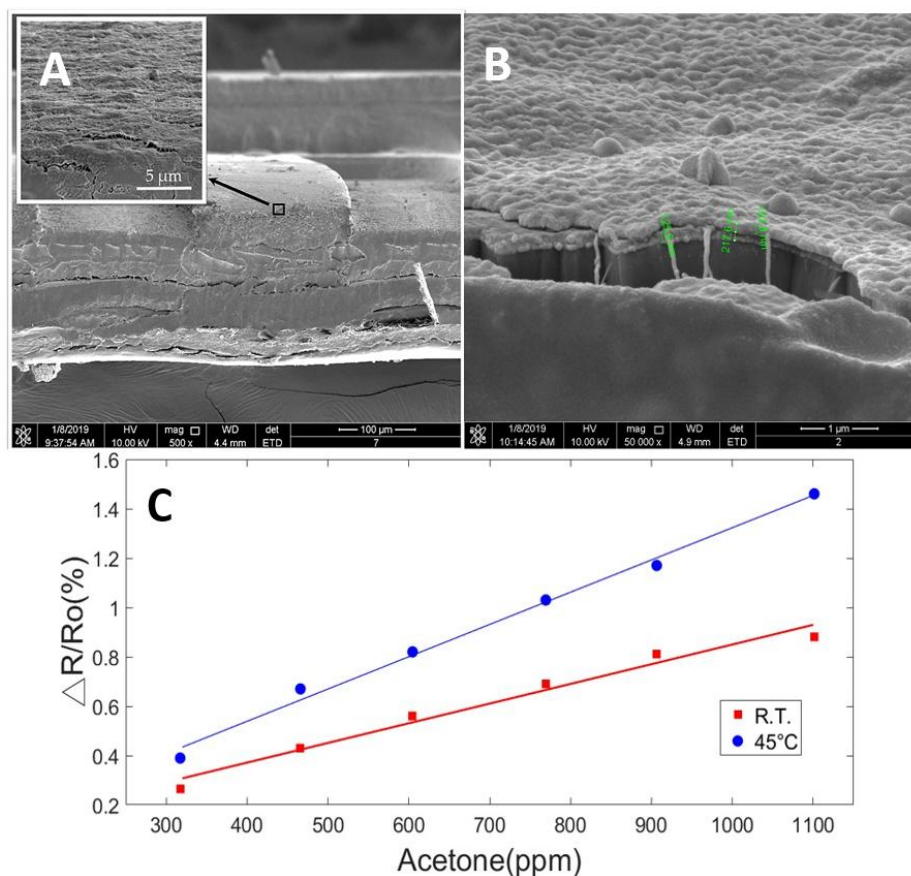 A
5 µm
1/8/2019 HV mag □ WD det 100 µm
9:37:54 AM 10.00 kV 500 x 4.4 mm ETD 7
B
1/8/2019 HV mag □ WD det 1 µm
10:14:45 AM 10.00 kV 50 000 x 4.9 mm ETD 2
C
△R/Ro(%)
1.6
1.4
1.2
1
0.8
0.6
0.4
0.2
R.T.
45°C
300 400 500 600 700 800 900 1000 1100
Acetone(ppm)